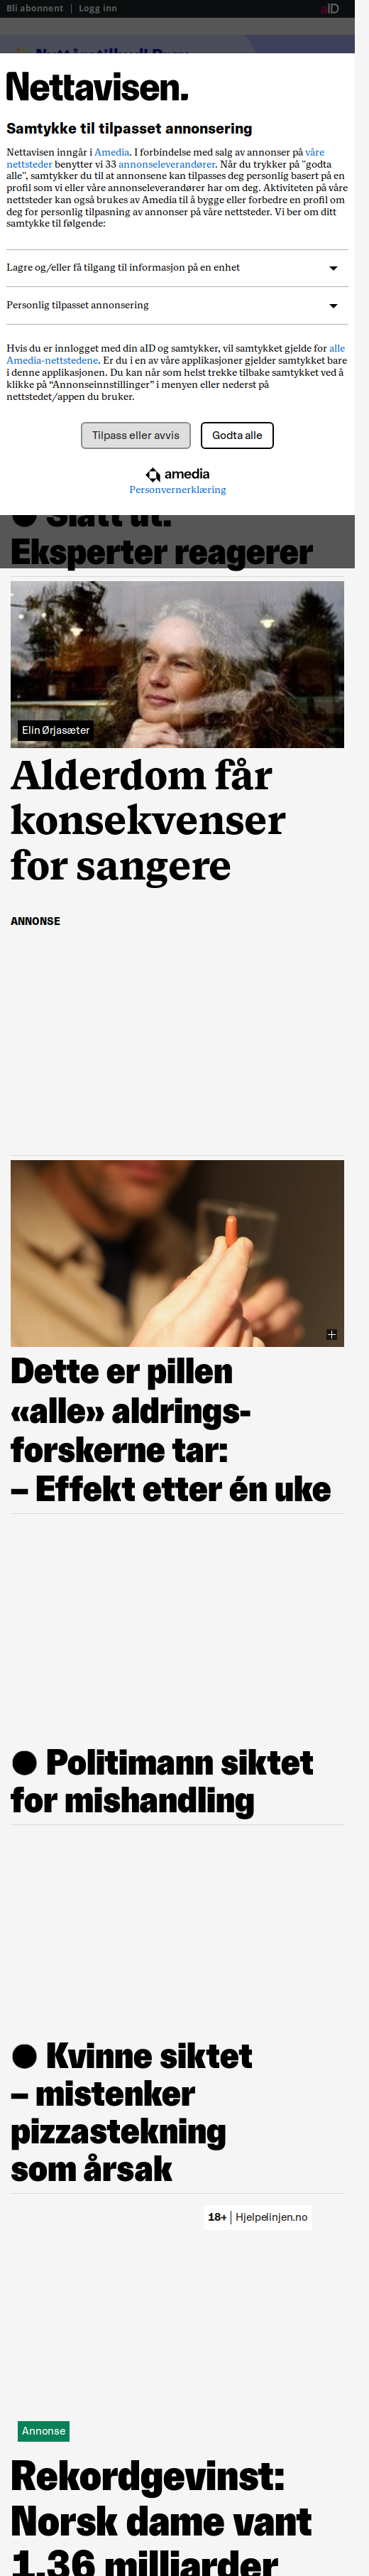 Bli abonnent | Logg inn
aID
Nettavisen.
Samtykke til tilpasset annonsering
Nettavisen inngår i Amedia. I forbindelse med salg av annonser på våre
nettsteder benytter vi 33 annonseleverandører. Når du trykker på "godta
alle", samtykker du til at annonsene kan tilpasses deg personlig basert på en
profil som vi eller våre annonseleverandører har om deg. Aktiviteten på våre
nettsteder kan også brukes av Amedia til å bygge eller forbedre en profil om
deg for personlig tilpasning av annonser på våre nettsteder. Vi ber om ditt
samtykke til følgende:
Lagre og/eller få tilgang til informasjon på en enhet
Personlig tilpasset annonsering
Hvis du er innlogget med din aID og samtykker, vil samtykket gjelde for alle
Amedia-nettstedene. Er du i en av våre applikasjoner gjelder samtykket bare
i denne applikasjonen. Du kan når som helst trekke tilbake samtykket ved å
klikke på “Annonseinnstillinger” i menyen eller nederst på
nettstedet/appen du bruker.
Tilpass eller avvis
Godta alle
amedia
Personvernerklæring
● Slått ut:
Eksperter reagerer
Elin Ørjasæter
Alderdom får
konsekvenser
for sangere
ANNONSE
Dette er pillen
«alle» aldrings-
forskerne tar:
– Effekt etter én uke
● Politimann siktet
for mishandling
● Kvinne siktet
– mistenker
pizzastekning
som årsak
18+ | Hjelpelinjen.no
Annonse
Rekordgevinst:
Norsk dame vant
1,36 milliarder